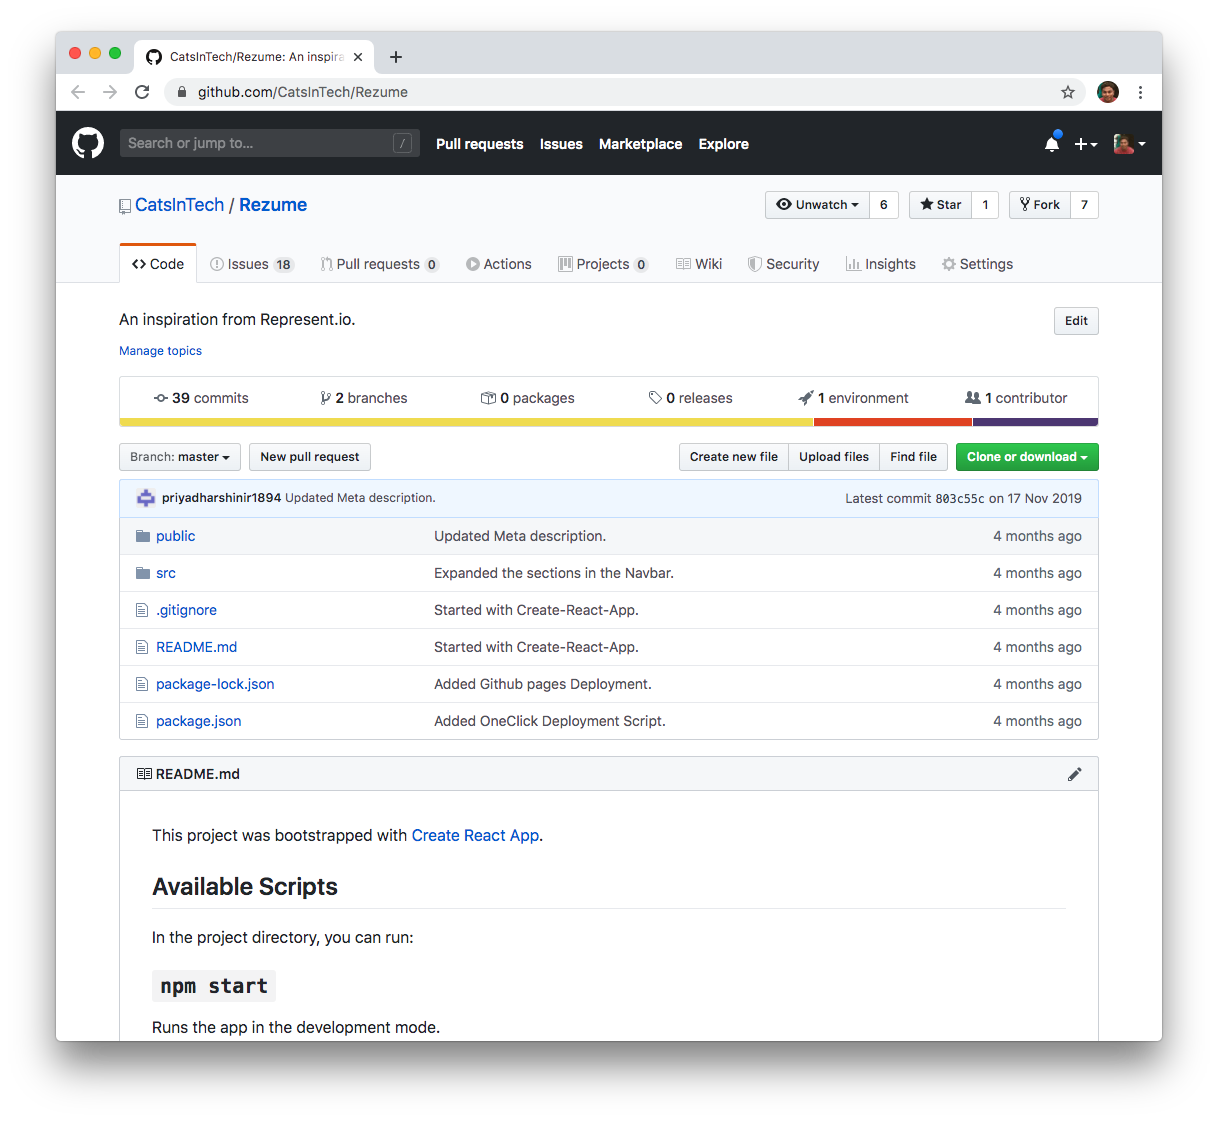 CatsInTech/Rezume: An inspira
github.com/CatsInTech/Rezume
Search or jump to... /
Pull requests Issues Marketplace Explore
CatsInTech / Rezume
Unwatch 6 Star 1 Fork 7
Code Issues 18 Pull requests 0 Actions Projects 0 Wiki Security Insights Settings
An inspiration from Represent.io.
Edit
Manage topics
39 commits 2 branches 0 packages 0 releases 1 environment 1 contributor
Branch: master New pull request Create new file Upload files Find file Clone or download
priyadharshinir1894 Updated Meta description. Latest commit 803c55c on 17 Nov 2019
public Updated Meta description. 4 months ago
src Expanded the sections in the Navbar. 4 months ago
.gitignore Started with Create-React-App. 4 months ago
README.md Started with Create-React-App. 4 months ago
package-lock.json Added Github pages Deployment. 4 months ago
package.json Added OneClick Deployment Script. 4 months ago
README.md
This project was bootstrapped with Create React App.
Available Scripts
In the project directory, you can run:
npm start
Runs the app in the development mode.